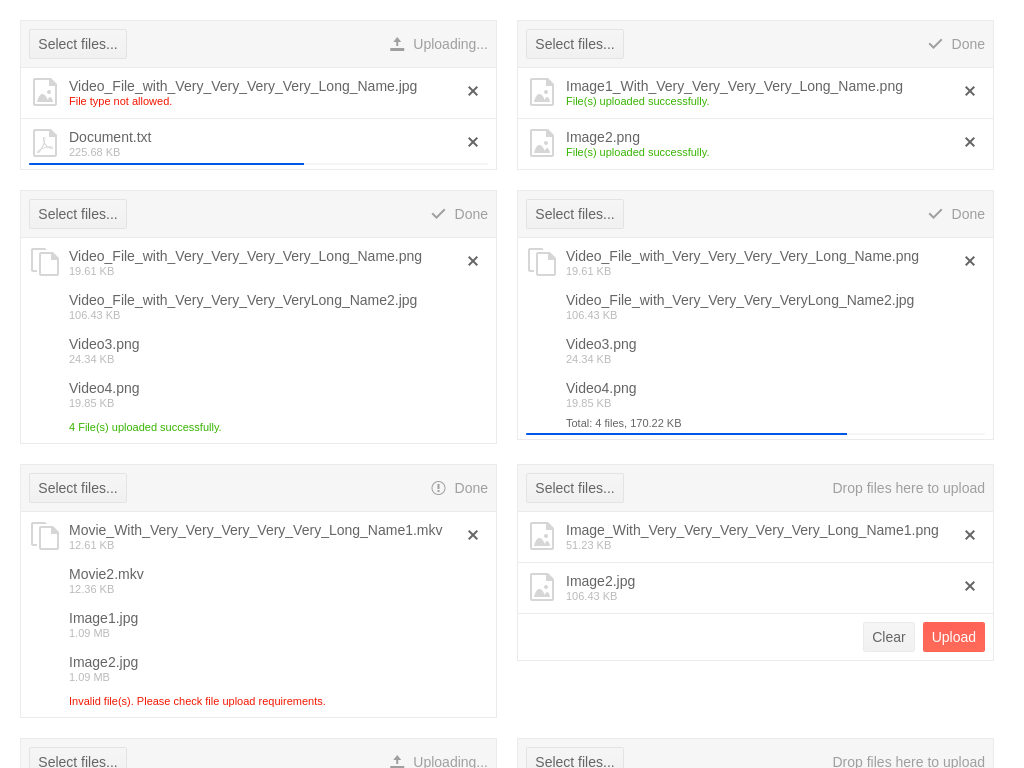 Select files...
Uploading...
Video_File_with_Very_Very_Very_Very_Long_Name.jpg
File type not allowed.
Document.txt
225.68 KB
Select files...
Done
Image1_With_Very_Very_Very_Very_Very_Long_Name.png
File(s) uploaded successfully.
Image2.png
File(s) uploaded successfully.
Select files...
Done
Video_File_with_Very_Very_Very_Very_Long_Name.png
19.61 KB
Video_File_with_Very_Very_Very_VeryLong_Name2.jpg
106.43 KB
Video3.png
24.34 KB
Video4.png
19.85 KB
4 File(s) uploaded successfully.
Select files...
Done
Video_File_with_Very_Very_Very_Very_Long_Name.png
19.61 KB
Video_File_with_Very_Very_Very_VeryLong_Name2.jpg
106.43 KB
Video3.png
24.34 KB
Video4.png
19.85 KB
Total: 4 files, 170.22 KB
Select files...
Done
Movie_With_Very_Very_Very_Very_Very_Long_Name1.mkv
12.61 KB
Movie2.mkv
12.36 KB
Image1.jpg
1.09 MB
Image2.jpg
1.09 MB
Invalid file(s). Please check file upload requirements.
Select files...
Drop files here to upload
Image_With_Very_Very_Very_Very_Very_Long_Name1.png
51.23 KB
Image2.jpg
106.43 KB
Clear
Upload
Select files...
Uploading...
Select files...
Drop files here to upload